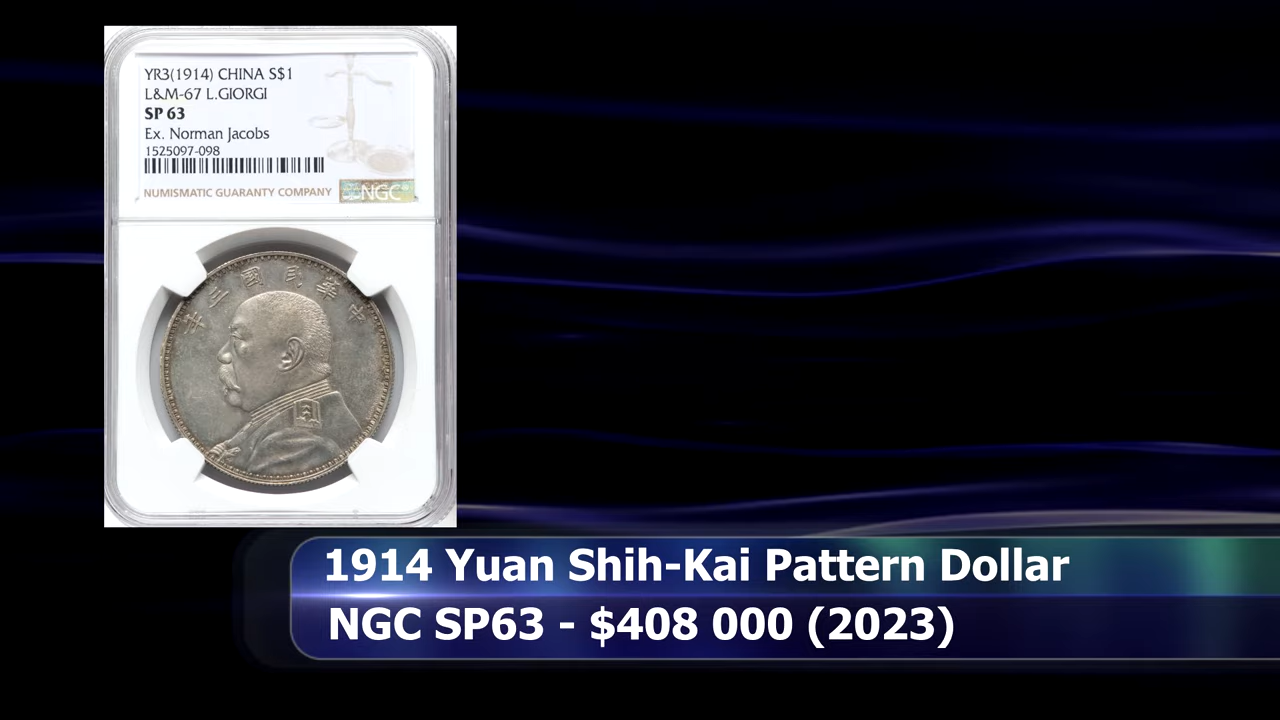 YR3(1914) CHINA S$1
L&M-67 L.GIORGI
SP 63
Ex. Norman Jacobs
1525097-098
NUMISMATIC GUARANTY COMPANY NGC
年三國民華中
1914 Yuan Shih-Kai Pattern Dollar
NGC SP63 - $408 000 (2023)